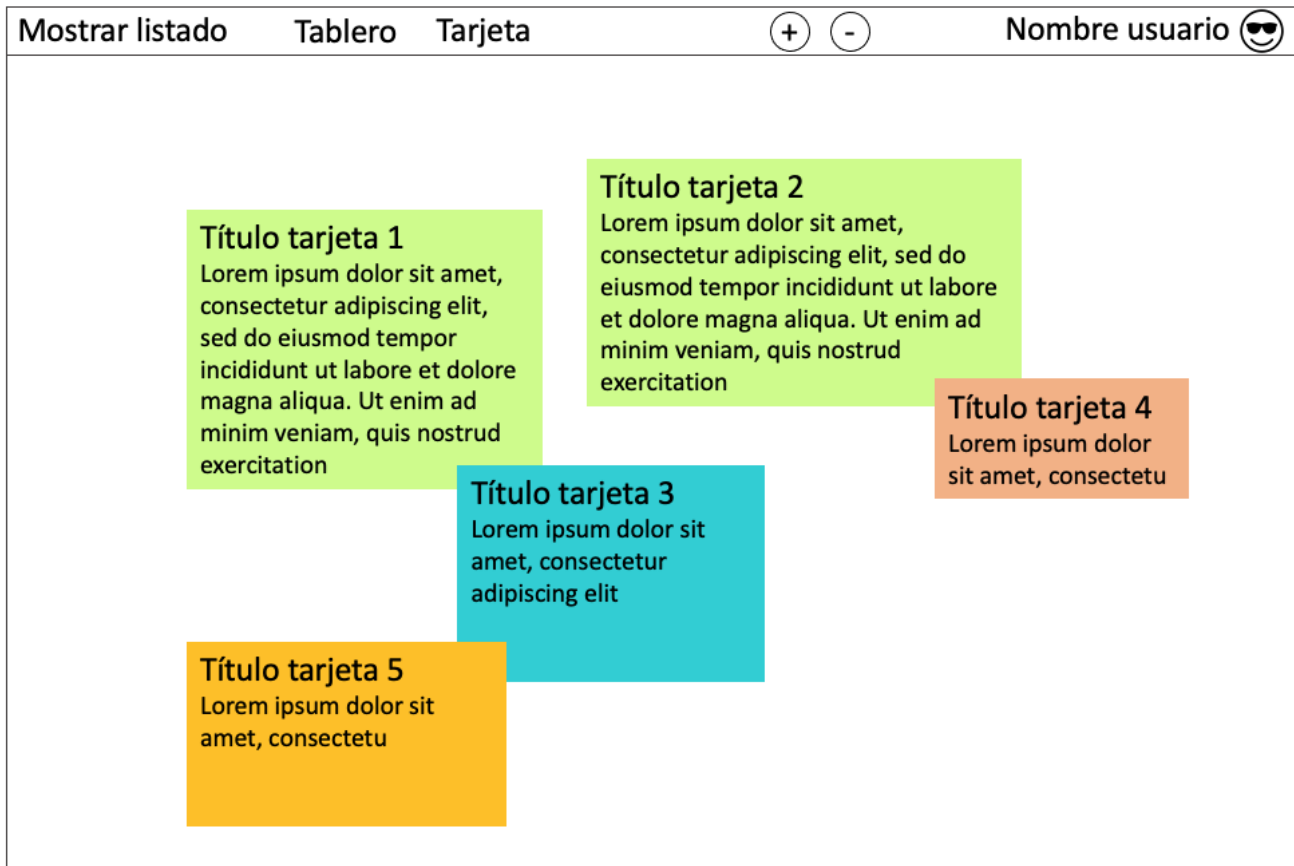 Mostrar listado Tablero Tarjeta + - Nombre usuario
Título tarjeta 1
Lorem ipsum dolor sit amet,
consectetur adipiscing elit,
sed do eiusmod tempor
incididunt ut labore et dolore
magna aliqua. Ut enim ad
minim veniam, quis nostrud
exercitation
Título tarjeta 2
Lorem ipsum dolor sit amet,
consectetur adipiscing elit, sed do
eiusmod tempor incididunt ut labore
et dolore magna aliqua. Ut enim ad
minim veniam, quis nostrud
exercitation
Título tarjeta 3
Lorem ipsum dolor sit
amet, consectetur
adipiscing elit
Título tarjeta 4
Lorem ipsum dolor
sit amet, consectetu
Título tarjeta 5
Lorem ipsum dolor sit
amet, consectetu